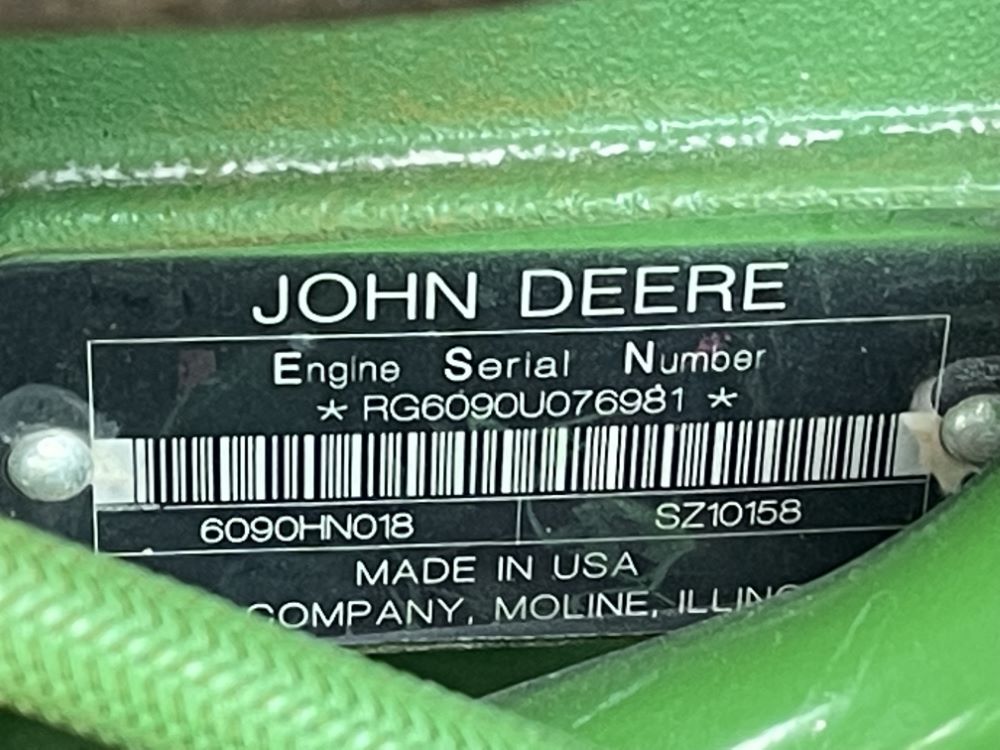 JOHN DEERE
Engine Serial Number
* RG6090U076981 *
6090HN018 SZ10158
MADE IN USA
COMPANY, MOLINE,